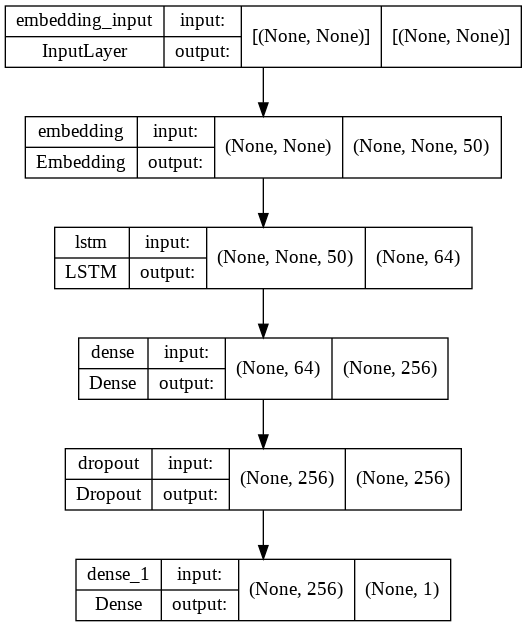 embedding_input input: [(None, None)] [(None, None)]
InputLayer output:
embedding input: (None, None) (None, None, 50)
Embedding output:
lstm input: (None, None, 50) (None, 64)
LSTM output:
dense input: (None, 64) (None, 256)
Dense output:
dropout input: (None, 256) (None, 256)
Dropout output:
dense_1 input: (None, 256) (None, 1)
Dense output: